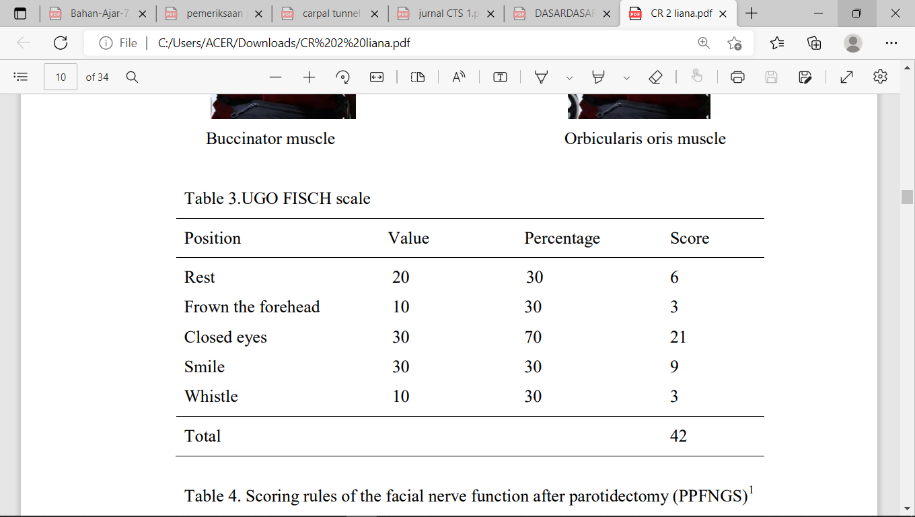 Bahan-Ajar-7
pemeriksaan
carpal tunnel
jurnal CTS 1.p
DASARDASAR
CR 2 liana.pdf
File | C:/Users/ACER/Downloads/CR%202%20liana.pdf
10 of 34
Buccinator muscle
Orbicularis oris muscle
Table 3.UGO FISCH scale
Position Value Percentage Score
Rest 20 30 6
Frown the forehead 10 30 3
Closed eyes 30 70 21
Smile 30 30 9
Whistle 10 30 3
Total 42
Table 4. Scoring rules of the facial nerve function after parotidectomy (PPFNGS)1